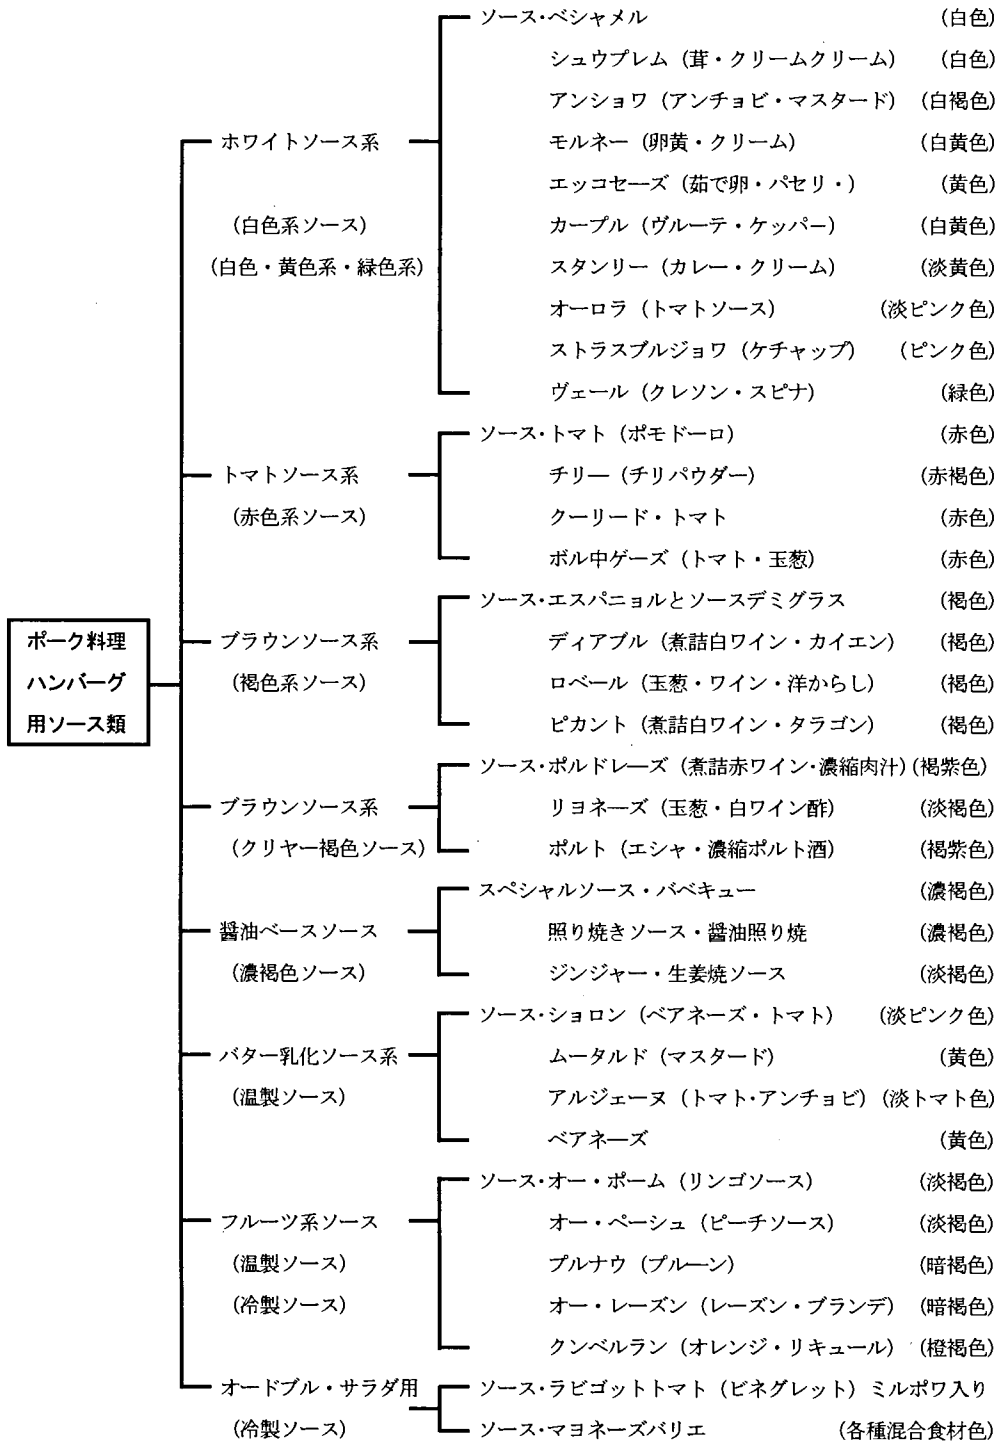 ポーク料理
ハンバーグ
用ソース類
ホワイトソース系
(白色系ソース)
(白色・黄色系・緑色系)
ソース・ベシャメル (白色)
シュウプレム (茸・クリームクリーム) (白色)
アンショワ (アンチョビ・マスタード) (白褐色)
モルネー (卵黄・クリーム) (白黄色)
エッコセーズ (茹で卵・パセリ・) (黄色)
カープル (ヴルーテ・ケッパー) (白黄色)
スタンリー (カレー・クリーム) (淡黄色)
オーロラ (トマトソース) (淡ピンク色)
ストラスブルジョワ (ケチャップ) (ピンク色)
ヴェール (クレソン・スピナ) (緑色)
トマトソース系
(赤色系ソース)
ソース・トマト (ポモドーロ) (赤色)
チリー (チリパウダー) (赤褐色)
クーリード・トマト (赤色)
ボル中ゲーズ (トマト・玉葱) (赤色)
ブラウンソース系
(褐色系ソース)
ソース・エスパニョルとソースデミグラス (褐色)
ディアブル (煮詰白ワイン・カイエン) (褐色)
ロベール (玉葱・ワイン・洋からし) (褐色)
ピカント (煮詰白ワイン・タラゴン) (褐色)
ブラウンソース系
(クリヤー褐色ソース)
ソース・ポルドレーズ (煮詰赤ワイン・濃縮肉汁) (褐紫色)
リヨネーズ (玉葱・白ワイン酢) (淡褐色)
ポルト (エシャ・濃縮ポルト酒) (褐紫色)
醤油ベースソース
(濃褐色ソース)
スペシャルソース・バベキュー (濃褐色)
照り焼きソース・醤油照り焼 (濃褐色)
ジンジャー・生姜焼ソース (淡褐色)
バター乳化ソース系
(温製ソース)
ソース・ショロン (ベアネーズ・トマト) (淡ピンク色)
ムータルド (マスタード) (黄色)
アルジェーヌ (トマト・アンチョビ) (淡トマト色)
ベアネーズ (黄色)
フルーツ系ソース
(温製ソース)
(冷製ソース)
ソース・オー・ポーム (リンゴソース) (淡褐色)
オー・ペーシュ (ピーチソース) (淡褐色)
プルナウ (プルーン) (暗褐色)
オー・レーズン (レーズン・ブランデ) (暗褐色)
クンベルラン (オレンジ・リキュール) (橙褐色)
オードブル・サラダ用
(冷製ソース)
ソース・ラビゴットトマト (ビネグレット) ミルポワ入り
ソース・マヨネーズバリエ (各種混合食材色)